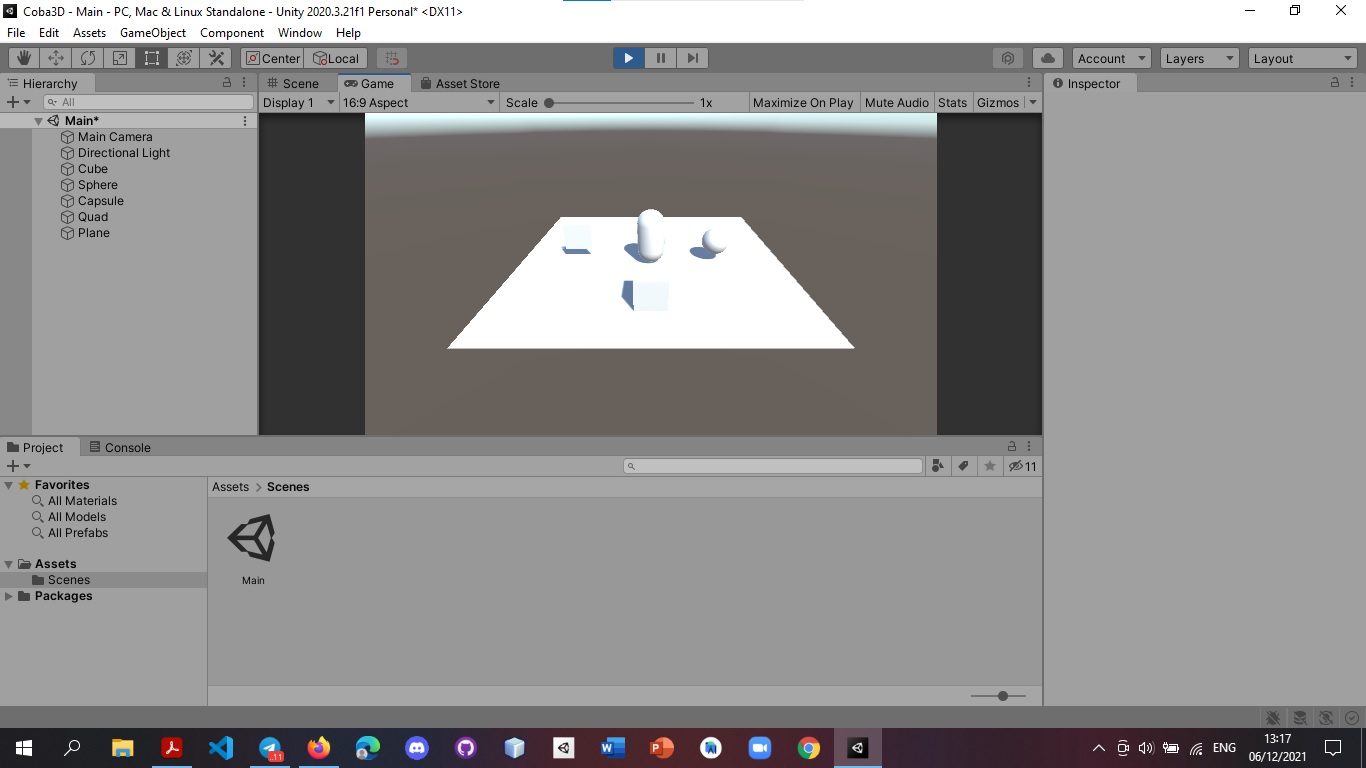 Coba3D - Main - PC, Mac & Linux Standalone - Unity 2020.3.21f1 Personal* <DX11>
File Edit Assets GameObject Component Window Help
Center Local Account Layers Layout
Hierarchy
All
Main*
Main Camera
Directional Light
Cube
Sphere
Capsule
Quad
Plane
Scene Game Asset Store
Display 1 16:9 Aspect Scale 1x Maximize On Play Mute Audio Stats Gizmos
Inspector
Project Console
11
Favorites
All Materials
All Models
All Prefabs
Assets
Scenes
Packages
Assets > Scenes
Main
..11
ENG
13:17
06/12/2021